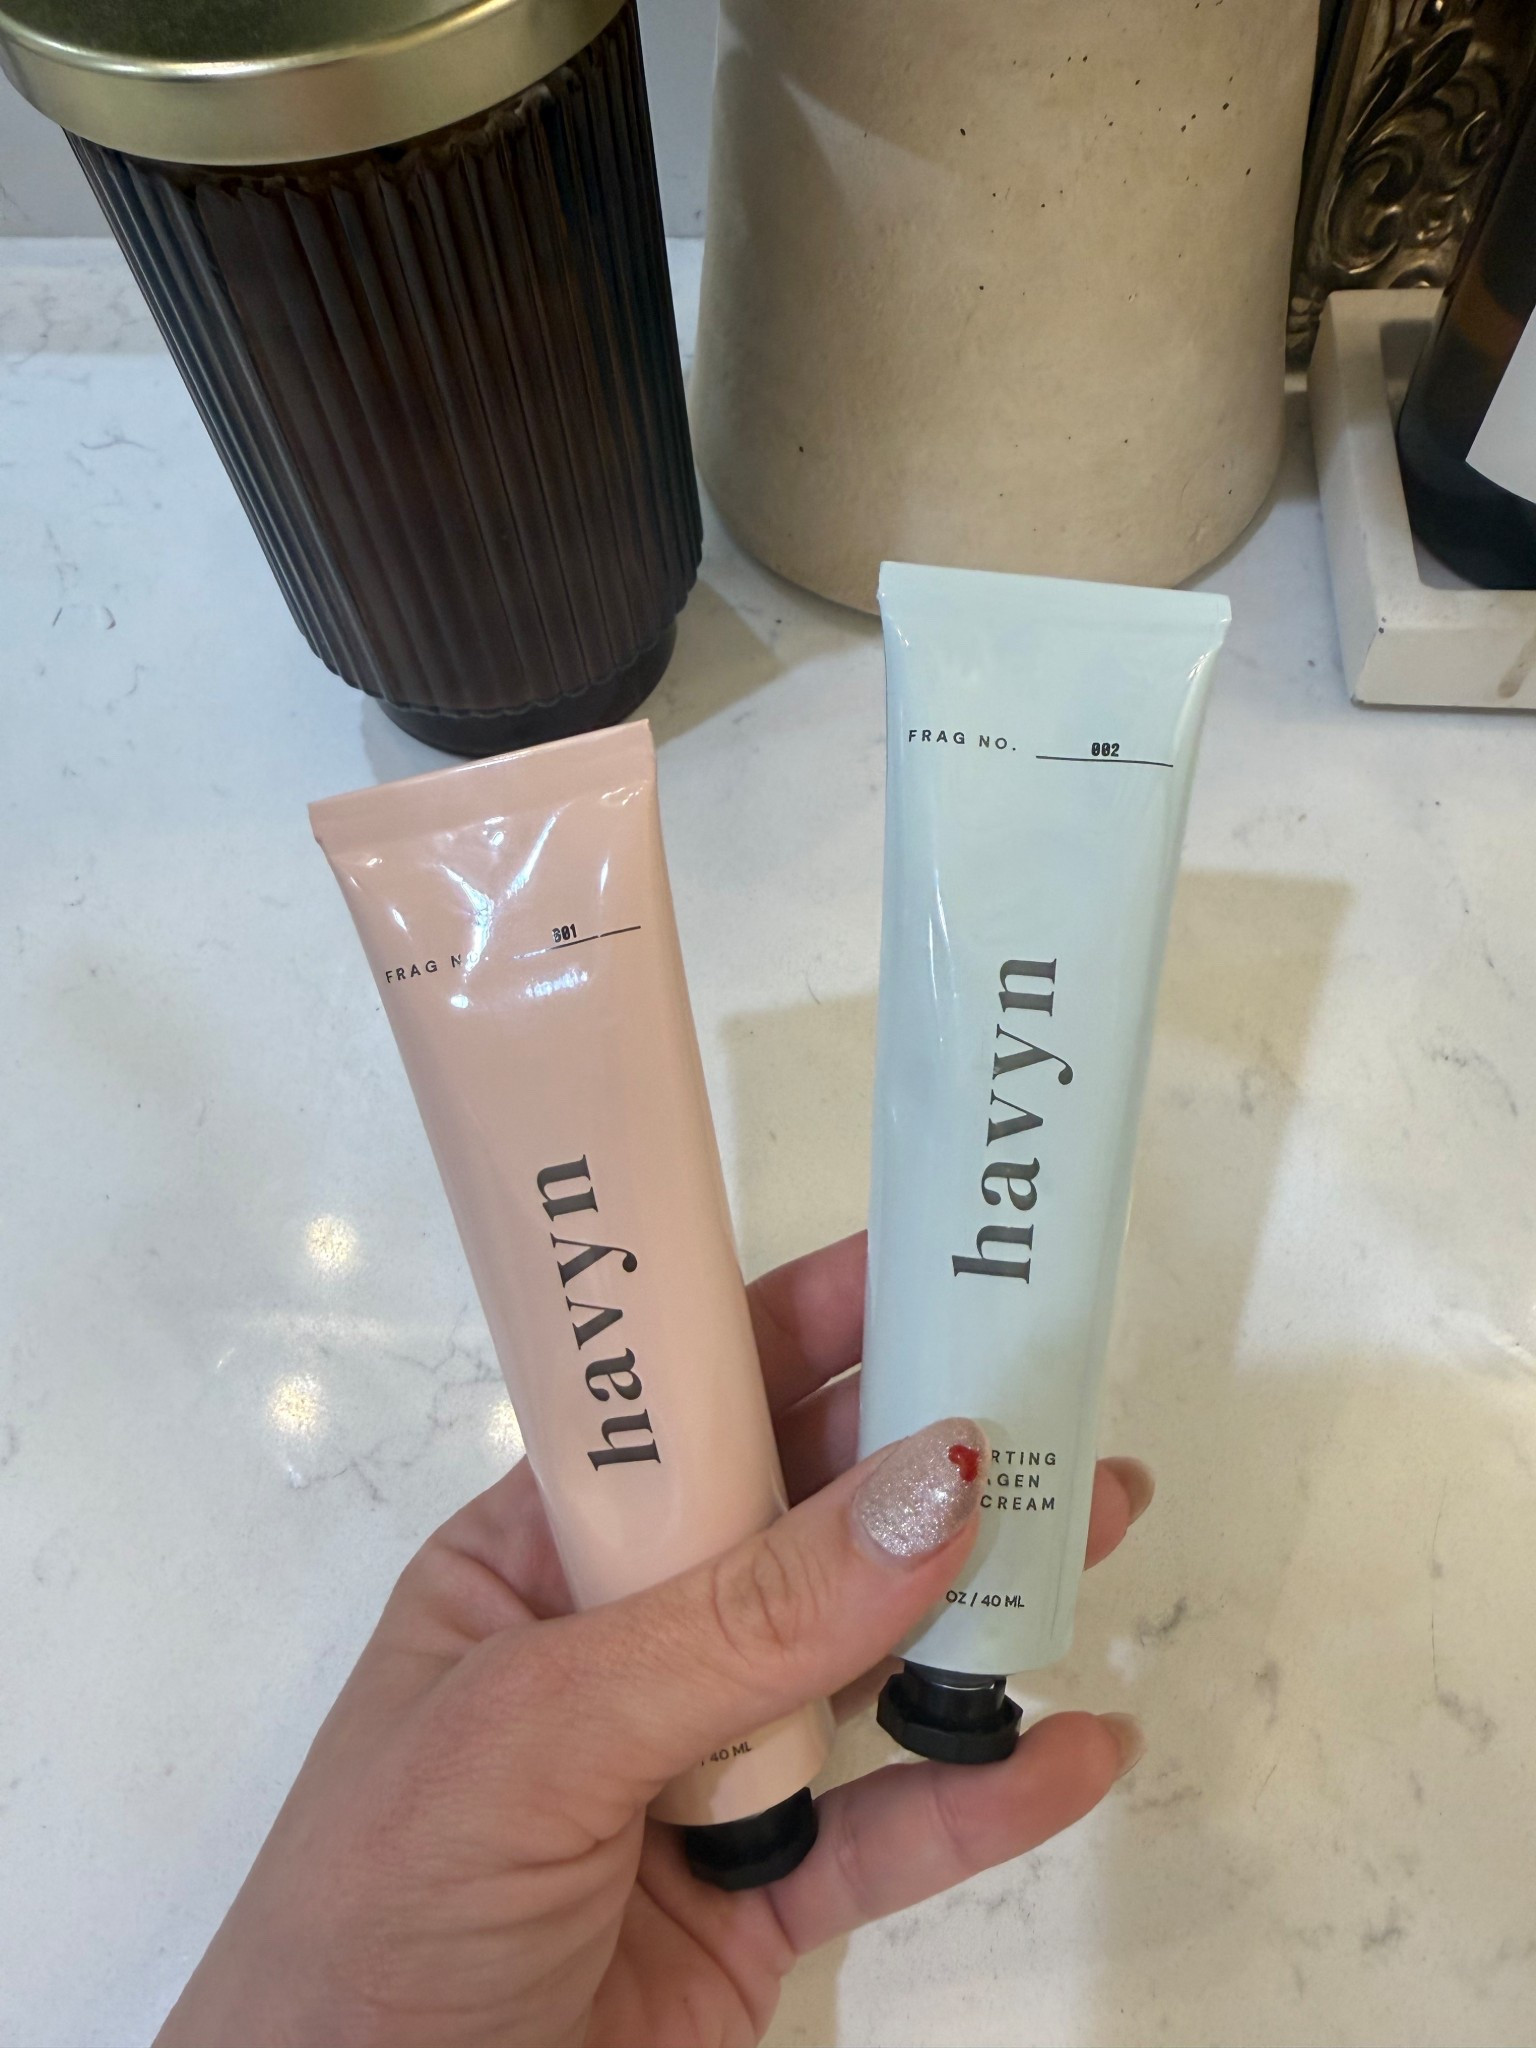 FRAG NO. 001
havyn
/ 40 ML
FRAG NO. 002
havyn
RTING
GEN
CREAM
OZ / 40 ML